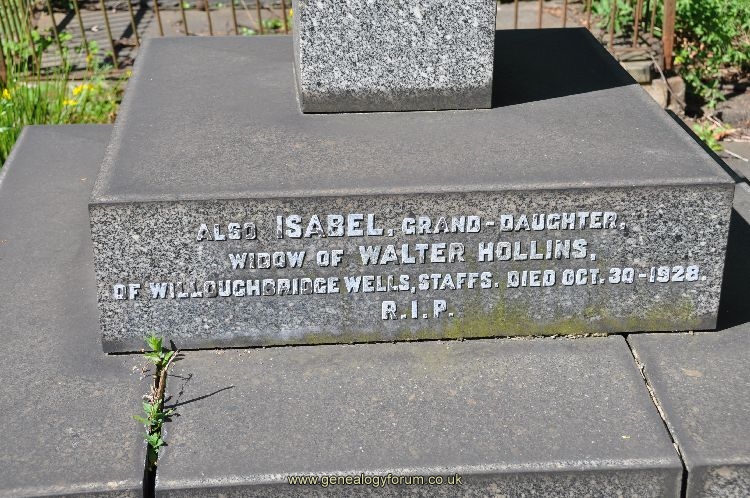 ALSO ISABEL, GRAND-DAUGHTER,
WIDOW OF WALTER HOLLINS,
OF WILLOUGHBRIDGE WELLS, STAFFS. DIED OCT. 30-1928.
R.I.P.
www.genealogyforum.co.uk